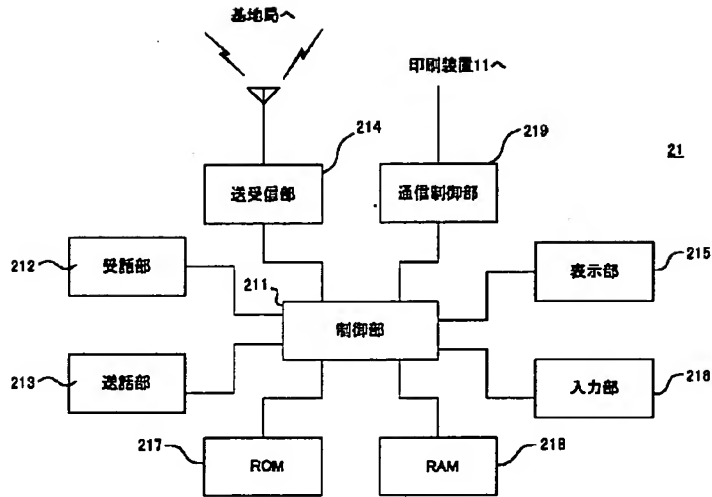 基地局へ
印刷装置11へ
214
219
21
送受信部
通信制御部
212
受話部
211
表示部
215
制御部
213
送話部
入力部
216
217
ROM
RAM
218